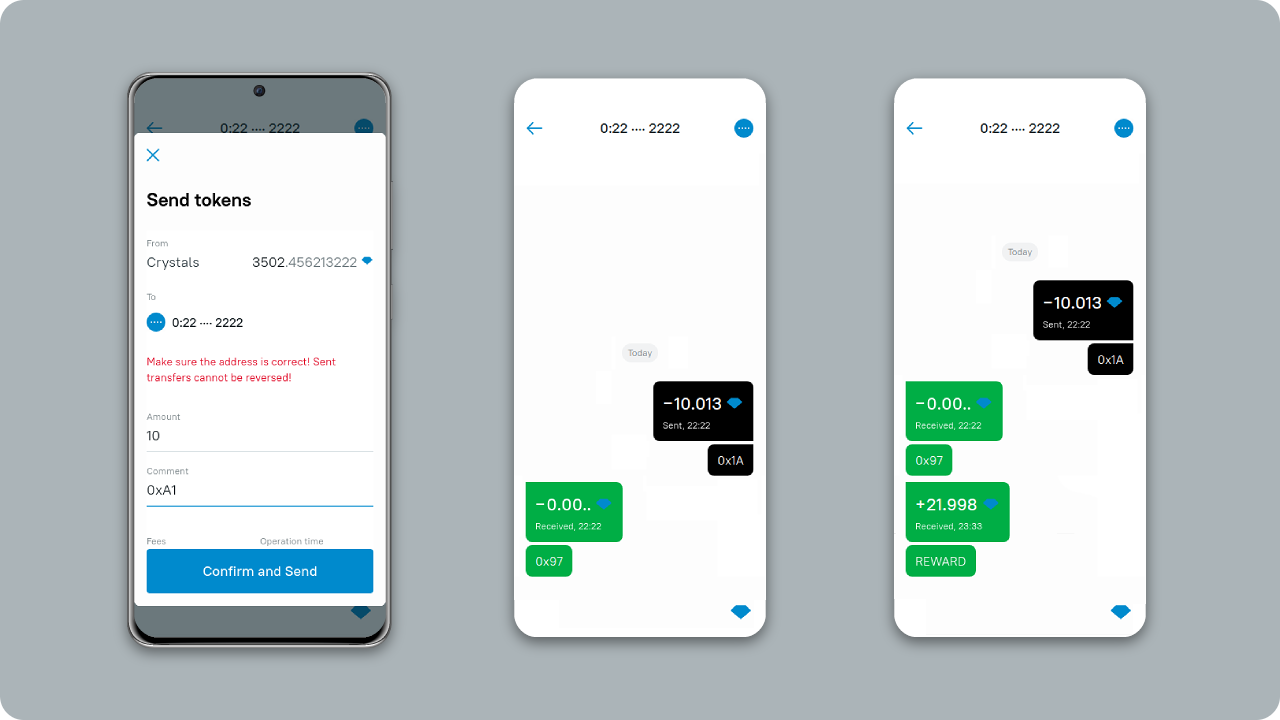 0:22 ···· 2222
Send tokens
From
Crystals 3502.456213222
To
0:22 ···· 2222
Make sure the address is correct! Sent
transfers cannot be reversed!
Amount
10
Comment
0xA1
Fees Operation time
Confirm and Send
0:22 ···· 2222
Today
−10.013
Sent, 22:22
0x1A
−0.00..
Received, 22:22
0x97
0:22 ···· 2222
Today
−10.013
Sent, 22:22
0x1A
−0.00..
Received, 22:22
0x97
+21.998
Received, 23:33
REWARD